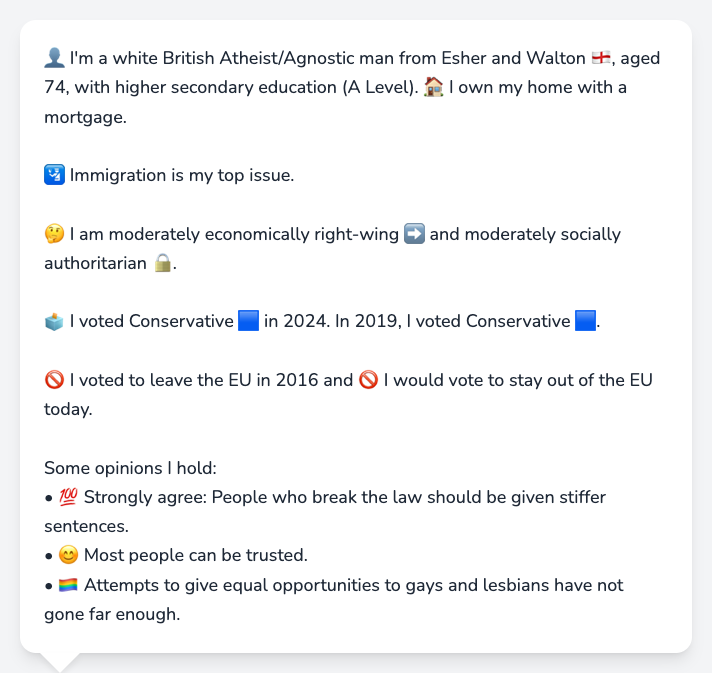 👤 I'm a white British Atheist/Agnostic man from Esher and Walton 🏴󠁧󠁢󠁥󠁮󠁧󠁿, aged
74, with higher secondary education (A Level). 🏠 I own my home with a
mortgage.
🛂 Immigration is my top issue.
🤔 I am moderately economically right-wing ➡️ and moderately socially
authoritarian 🔒.
🗳️ I voted Conservative 🟦 in 2024. In 2019, I voted Conservative 🟦.
🚫 I voted to leave the EU in 2016 and 🚫 I would vote to stay out of the EU
today.
Some opinions I hold:
• 💯 Strongly agree: People who break the law should be given stiffer
sentences.
• 😊 Most people can be trusted.
• 🏳️‍🌈 Attempts to give equal opportunities to gays and lesbians have not
gone far enough.